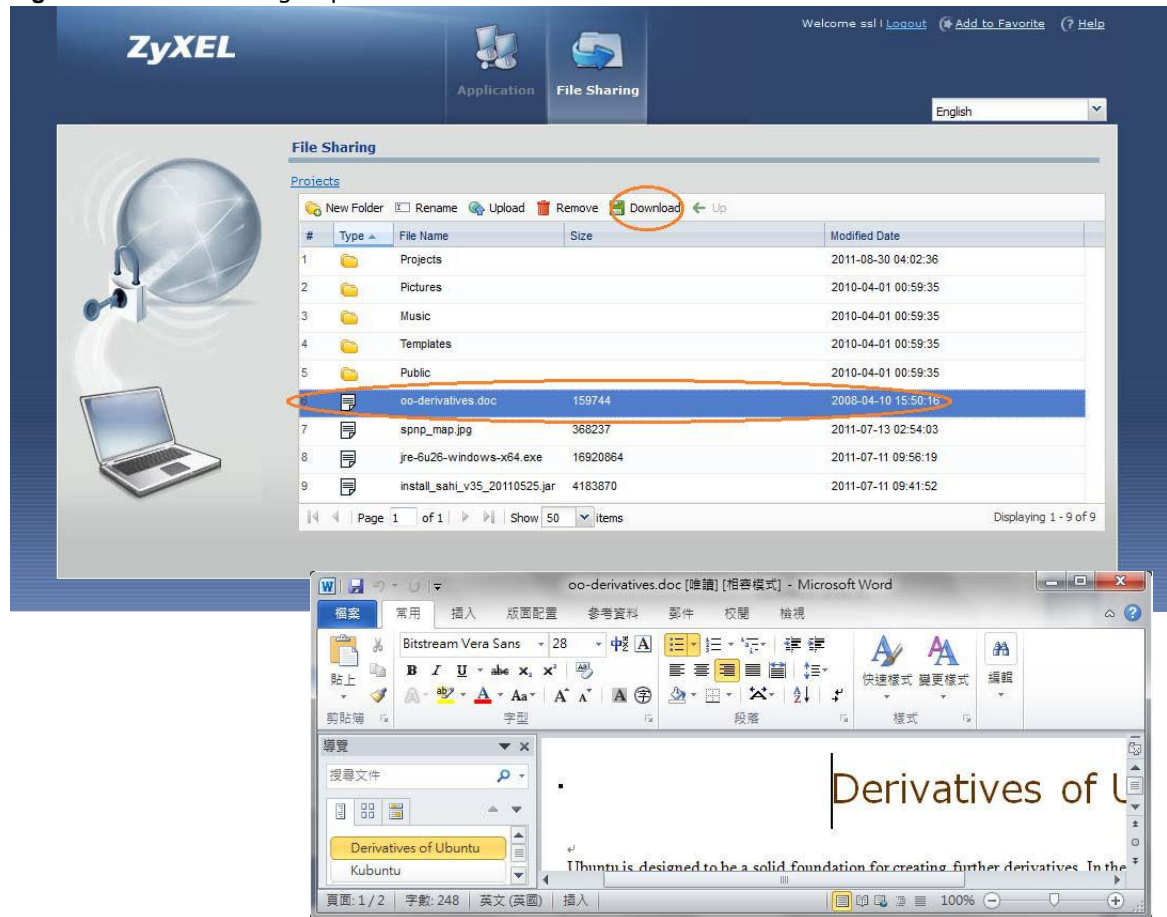 ZyXEL
Welcome ssl | Logout Add to Favorite ? Help
Application File Sharing
English
File Sharing
Projects
New Folder Rename Upload Remove Download Up
# Type File Name Size Modified Date
1 Projects 2011-08-30 04:02:36
2 Pictures 2010-04-01 00:59:35
3 Music 2010-04-01 00:59:35
4 Templates 2010-04-01 00:59:35
5 Public 2010-04-01 00:59:35
6 oo-derivatives.doc 159744 2008-04-10 15:50:16
7 spnp_map.jpg 368237 2011-07-13 02:54:03
8 jre-6u26-windows-x64.exe 16920864 2011-07-11 09:56:19
9 install_sahi_v35_20110525.jar 4183870 2011-07-11 09:41:52
Page 1 of 1 Show 50 items Displaying 1 - 9 of 9
oo-derivatives.doc [唯讀] [相容模式] - Microsoft Word
檔案 常用 插入 版面配置 參考資料 郵件 校閱 檢視
Bitstream Vera Sans 28
貼上 快速樣式 變更樣式 編輯
剪貼簿 字型 段落 樣式
導覽
搜尋文件
Derivatives of U
Derivatives of Ubuntu
Kubuntu
Ubuntu is designed to be a solid foundation for creating further derivatives. In the
頁面: 1 / 2 字數: 248 英文 (英國) 插入 100%